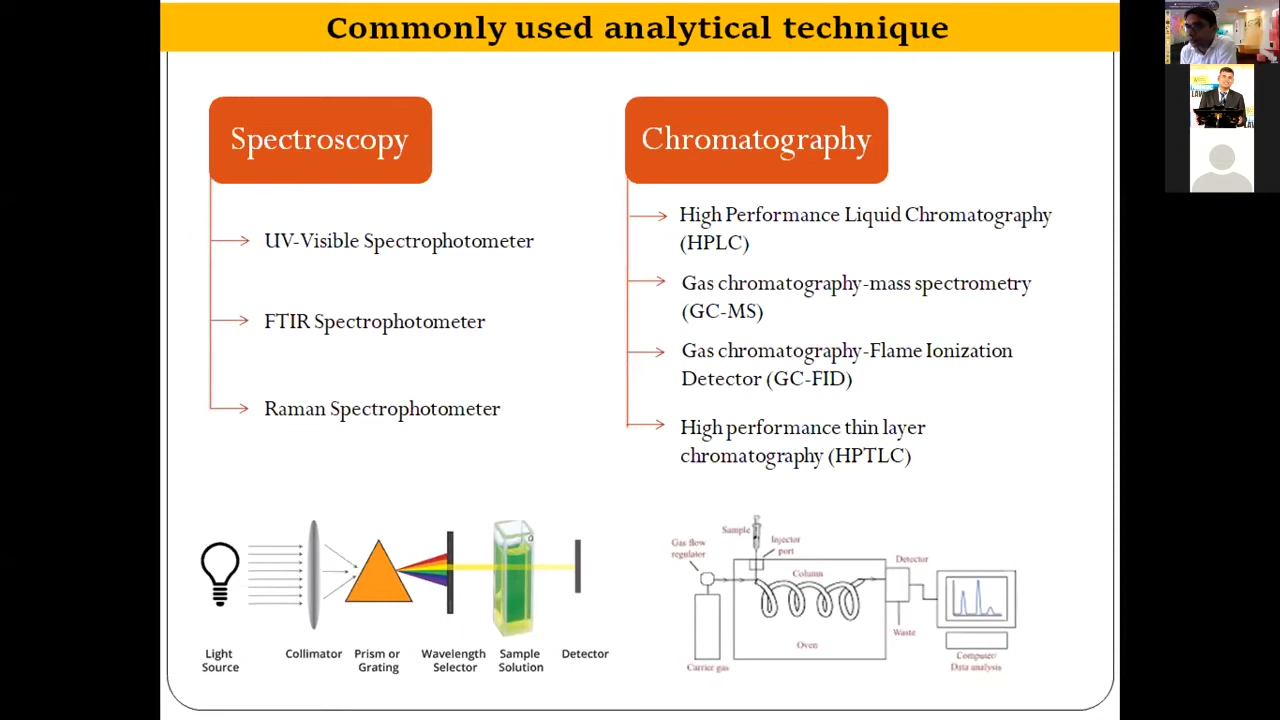 Commonly used analytical technique
Spectroscopy
UV-Visible Spectrophotometer
FTIR Spectrophotometer
Raman Spectrophotometer
Chromatography
High Performance Liquid Chromatography
(HPLC)
Gas chromatography-mass spectrometry
(GC-MS)
Gas chromatography-Flame Ionization
Detector (GC-FID)
High performance thin layer
chromatography (HPTLC)
Light
Source
Collimator
Prism or
Grating
Wavelength
Selector
Sample
Solution
Detector
Sample
Gas flow
regulator
Injector
port
Column
Detector
Oven
Waste
Carrier gas
Computer/
Data analysis
LAW